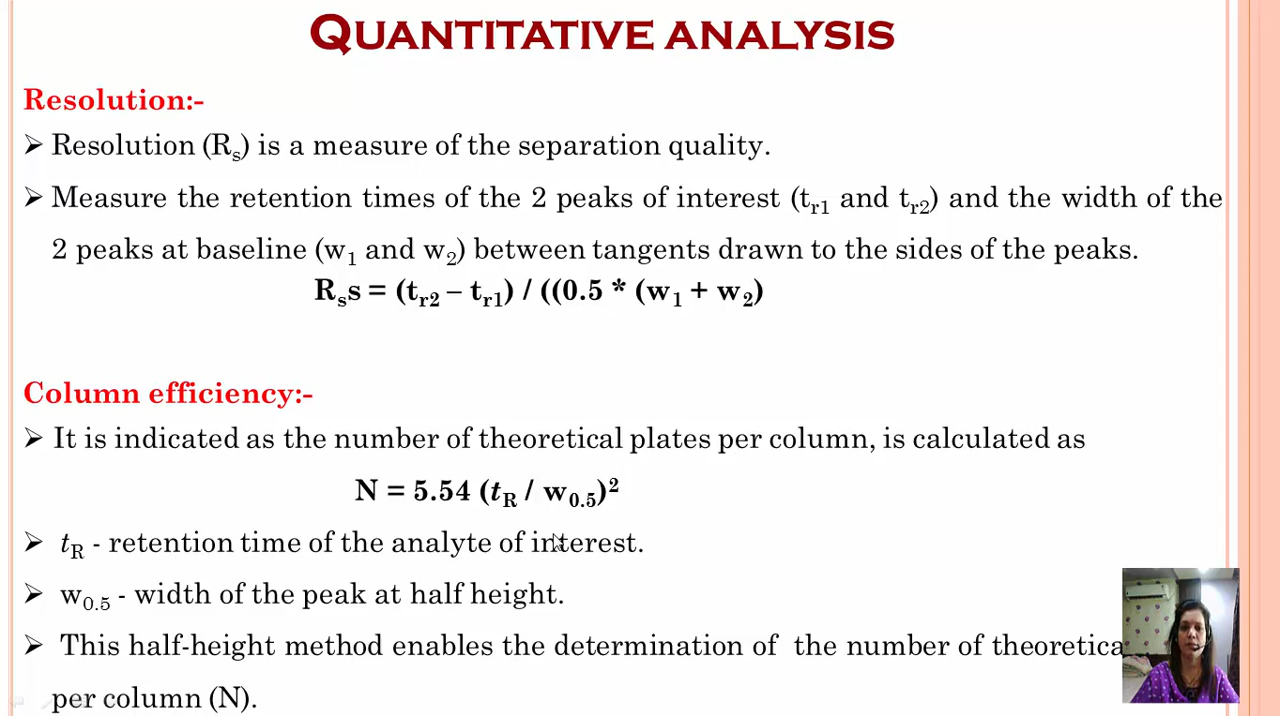 QUANTITATIVE ANALYSIS
Resolution:-
➢ Resolution (Rs) is a measure of the separation quality.
➢ Measure the retention times of the 2 peaks of interest (tr1 and tr2) and the width of the
2 peaks at baseline (w1 and w2) between tangents drawn to the sides of the peaks.
Rss = (tr2 – tr1) / ((0.5 * (w1 + w2)
Column efficiency:-
➢ It is indicated as the number of theoretical plates per column, is calculated as
N = 5.54 (tR / w0.5)²
➢ tR - retention time of the analyte of interest.
➢ w0.5 - width of the peak at half height.
➢ This half-height method enables the determination of the number of
per column (N).